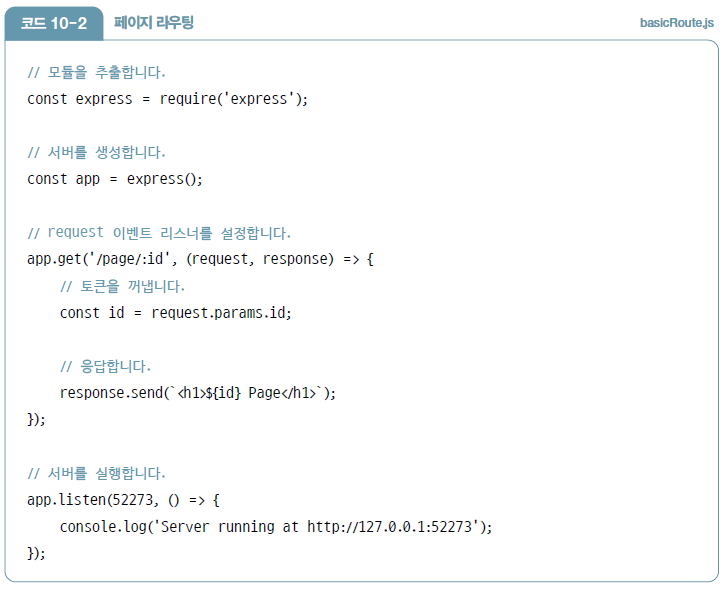 코드 10-2 페이지 라우팅 basicRoute.js
// 모듈을 추출합니다.
const express = require('express');
// 서버를 생성합니다.
const app = express();
// request 이벤트 리스너를 설정합니다.
app.get('/page/:id', (request, response) => {
// 토큰을 꺼냅니다.
const id = request.params.id;
// 응답합니다.
response.send(`<h1>${id} Page</h1>`);
});
// 서버를 실행합니다.
app.listen(52273, () => {
console.log('Server running at http://127.0.0.1:52273');
});